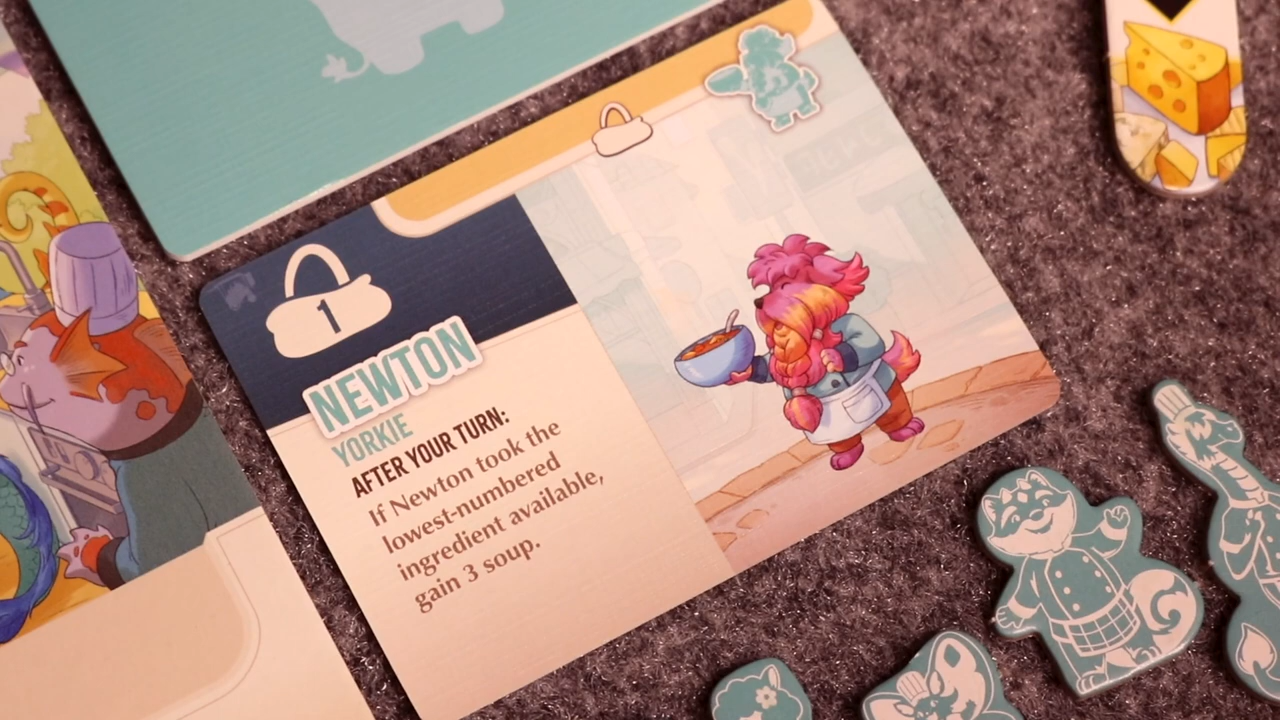 1
NEWTON
YORKIE
AFTER YOUR TURN:
If Newton took the
lowest-numbered
ingredient available,
gain 3 soup.